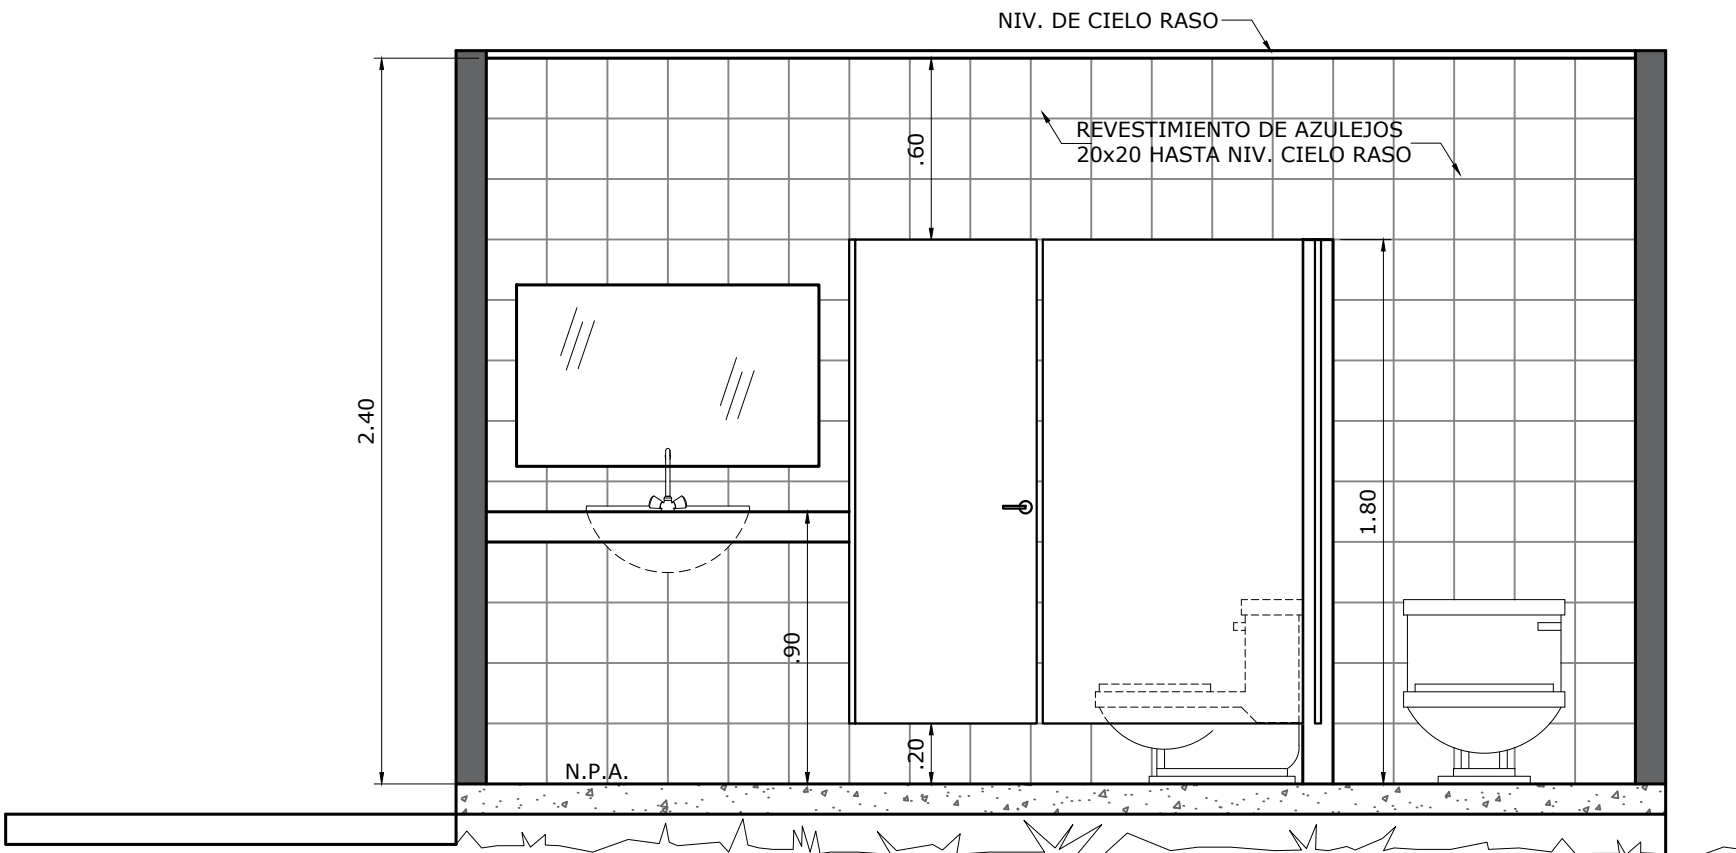 NIV. DE CIELO RASO
REVESTIMIENTO DE AZULEJOS
20x20 HASTA NIV. CIELO RASO
.60
2.40
1.80
.90
.20
N.P.A.